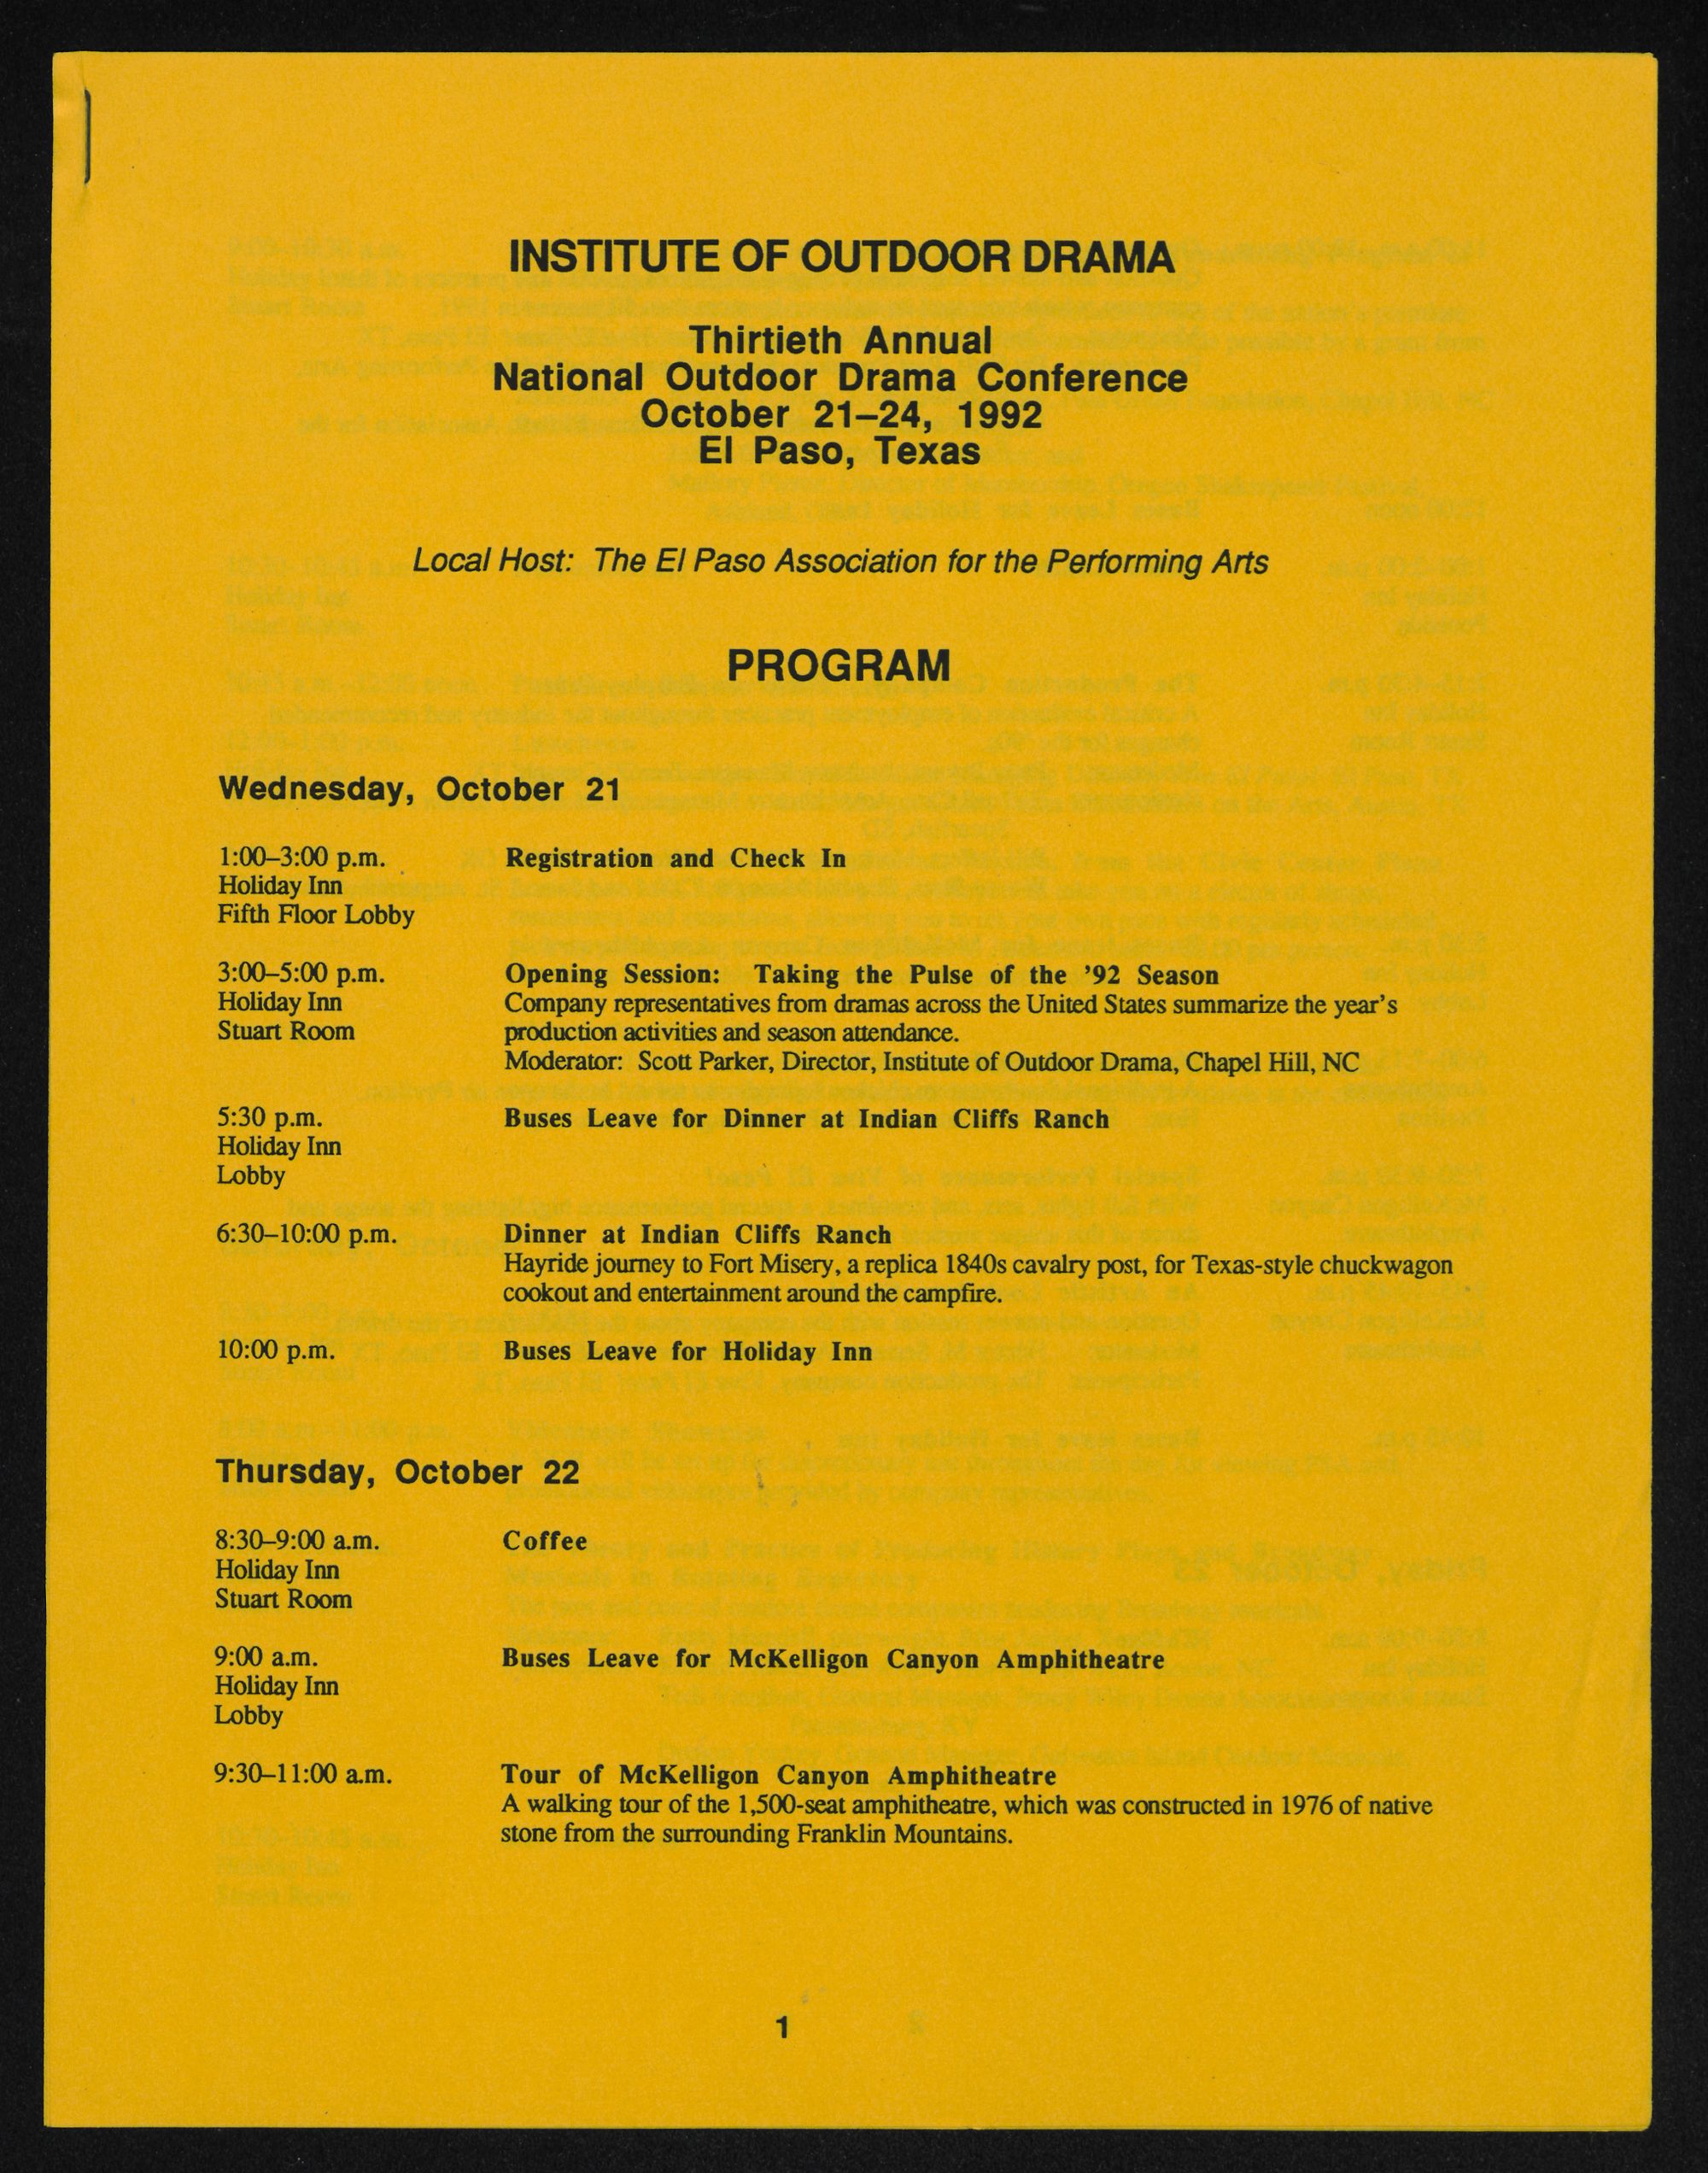 INSTITUTE OF OUTDOOR DRAMA
Thirtieth Annual
National Outdoor Drama Conference
October 21–24, 1992
El Paso, Texas
Local Host: The El Paso Association for the Performing Arts
PROGRAM
Wednesday, October 21
1:00–3:00 p.m. Registration and Check In
Holiday Inn
Fifth Floor Lobby
3:00–5:00 p.m. Opening Session: Taking the Pulse of the ’92 Season
Holiday Inn Company representatives from dramas across the United States summarize the year’s
Stuart Room production activities and season attendance.
Moderator: Scott Parker, Director, Institute of Outdoor Drama, Chapel Hill, NC
5:30 p.m. Buses Leave for Dinner at Indian Cliffs Ranch
Holiday Inn
Lobby
6:30–10:00 p.m. Dinner at Indian Cliffs Ranch
Hayride journey to Fort Misery, a replica 1840s cavalry post, for Texas-style chuckwagon
cookout and entertainment around the campfire.
10:00 p.m. Buses Leave for Holiday Inn
Thursday, October 22
8:30–9:00 a.m. Coffee
Holiday Inn
Stuart Room
9:00 a.m. Buses Leave for McKelligon Canyon Amphitheatre
Holiday Inn
Lobby
9:30–11:00 a.m. Tour of McKelligon Canyon Amphitheatre
A walking tour of the 1,500-seat amphitheatre, which was constructed in 1976 of native
stone from the surrounding Franklin Mountains.
1